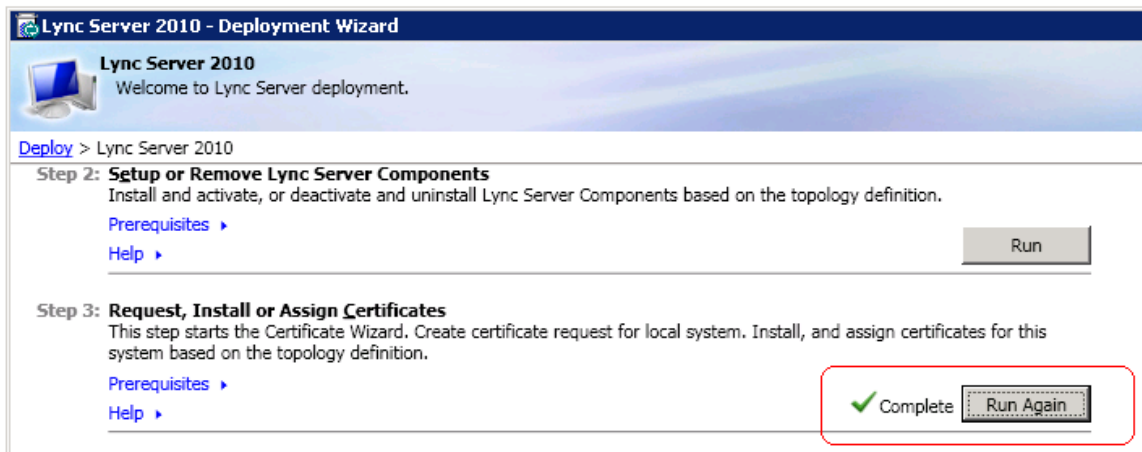 Lync Server 2010 - Deployment Wizard
Lync Server 2010
Welcome to Lync Server deployment.
Deploy > Lync Server 2010
Step 2: Setup or Remove Lync Server Components
Install and activate, or deactivate and uninstall Lync Server Components based on the topology definition.
Prerequisites
Help
Run
Step 3: Request, Install or Assign Certificates
This step starts the Certificate Wizard. Create certificate request for local system. Install, and assign certificates for this
system based on the topology definition.
Prerequisites
Help
Complete Run Again